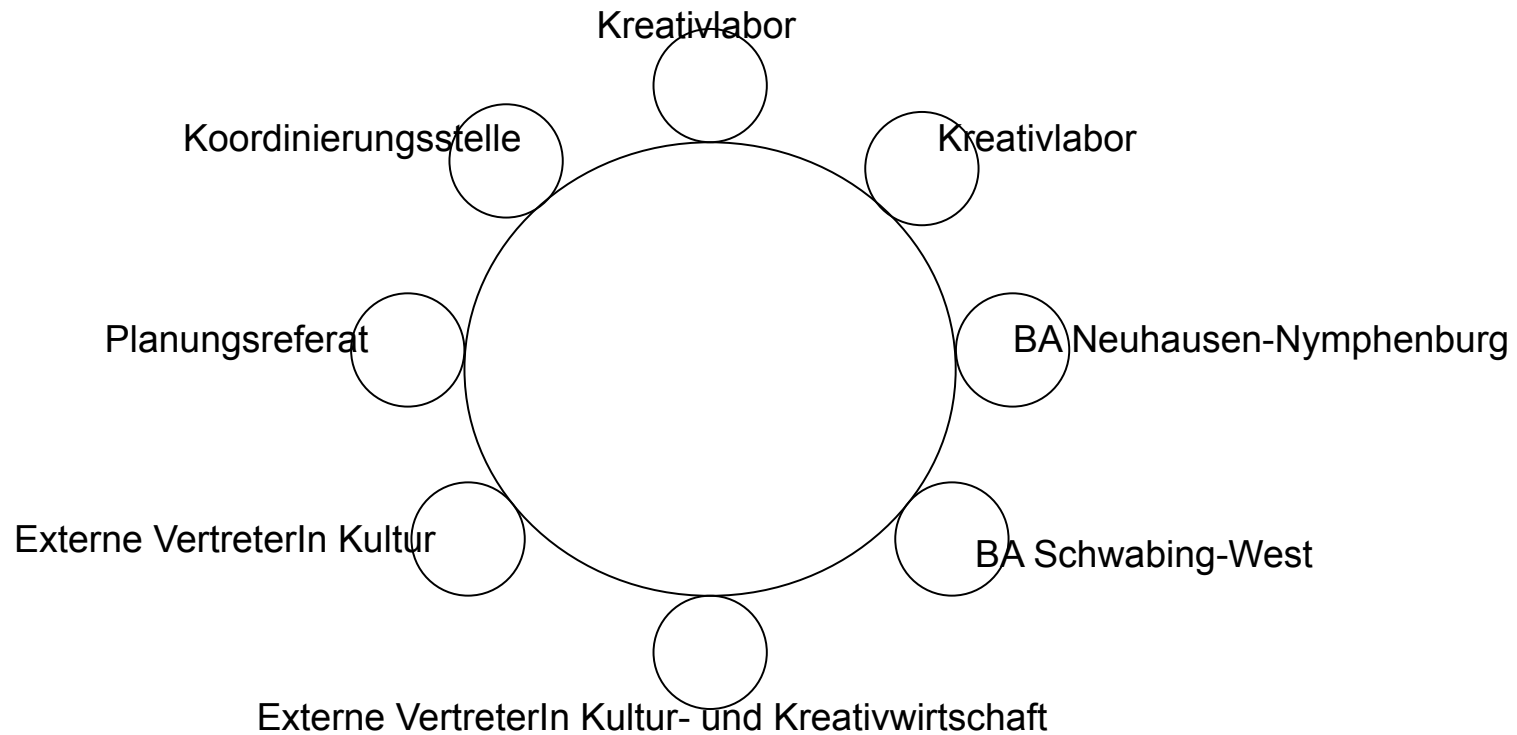 Kreativlabor
Koordinierungsstelle
Kreativlabor
Planungsreferat
BA Neuhausen-Nymphenburg
Externe VertreterIn Kultur
BA Schwabing-West
Externe VertreterIn Kultur- und Kreativwirtschaft